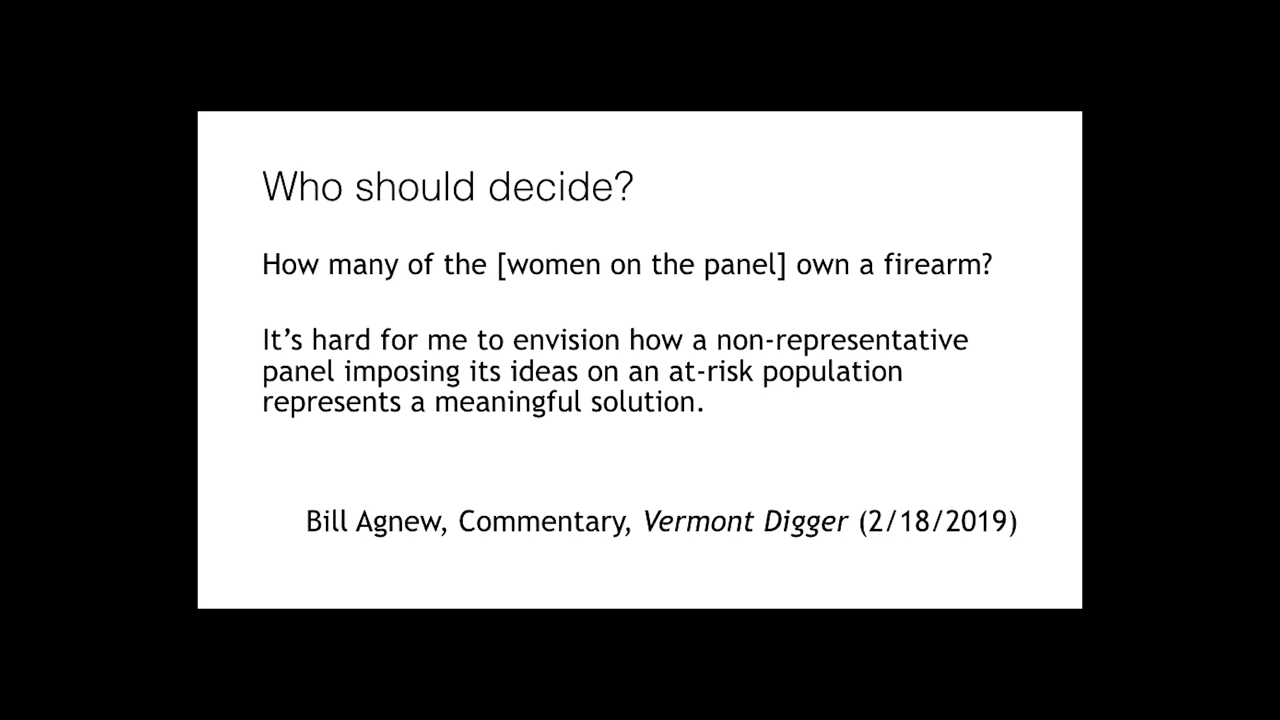 Who should decide?
How many of the [women on the panel] own a firearm?
It’s hard for me to envision how a non-representative
panel imposing its ideas on an at-risk population
represents a meaningful solution.
Bill Agnew, Commentary, Vermont Digger (2/18/2019)